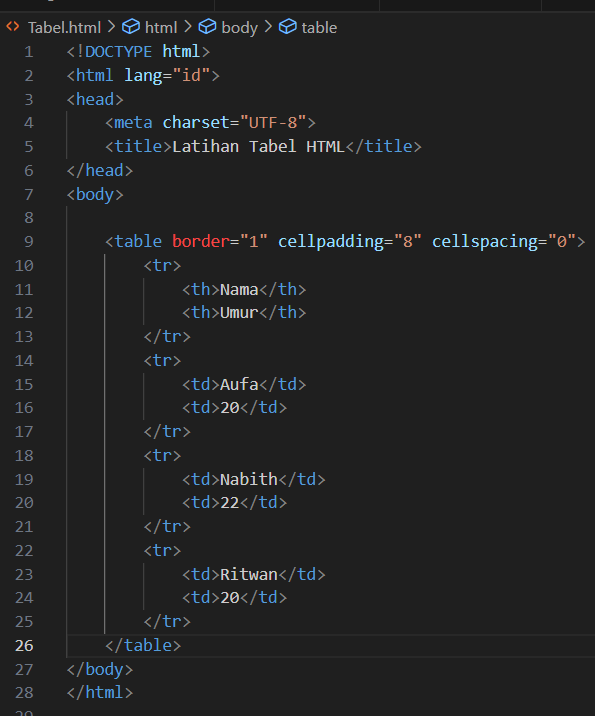 Tabel.html > html > body > table
1 <!DOCTYPE html>
2 <html lang="id">
3 <head>
4     <meta charset="UTF-8">
5     <title>Latihan Tabel HTML</title>
6 </head>
7 <body>
8
9     <table border="1" cellpadding="8" cellspacing="0">
10         <tr>
11             <th>Nama</th>
12             <th>Umur</th>
13         </tr>
14         <tr>
15             <td>Aufa</td>
16             <td>20</td>
17         </tr>
18         <tr>
19             <td>Nabith</td>
20             <td>22</td>
21         </tr>
22         <tr>
23             <td>Ritwan</td>
24             <td>20</td>
25         </tr>
26     </table>
27 </body>
28 </html>